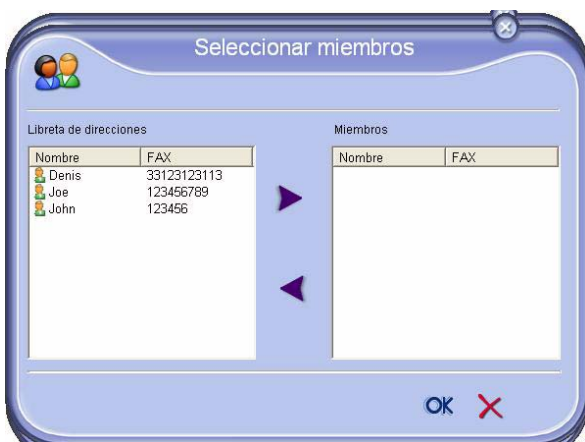 Seleccionar miembros
Libreta de direcciones Miembros
Nombre FAX Nombre FAX
Denis 33123123113
Joe 123456789
John 123456
OK